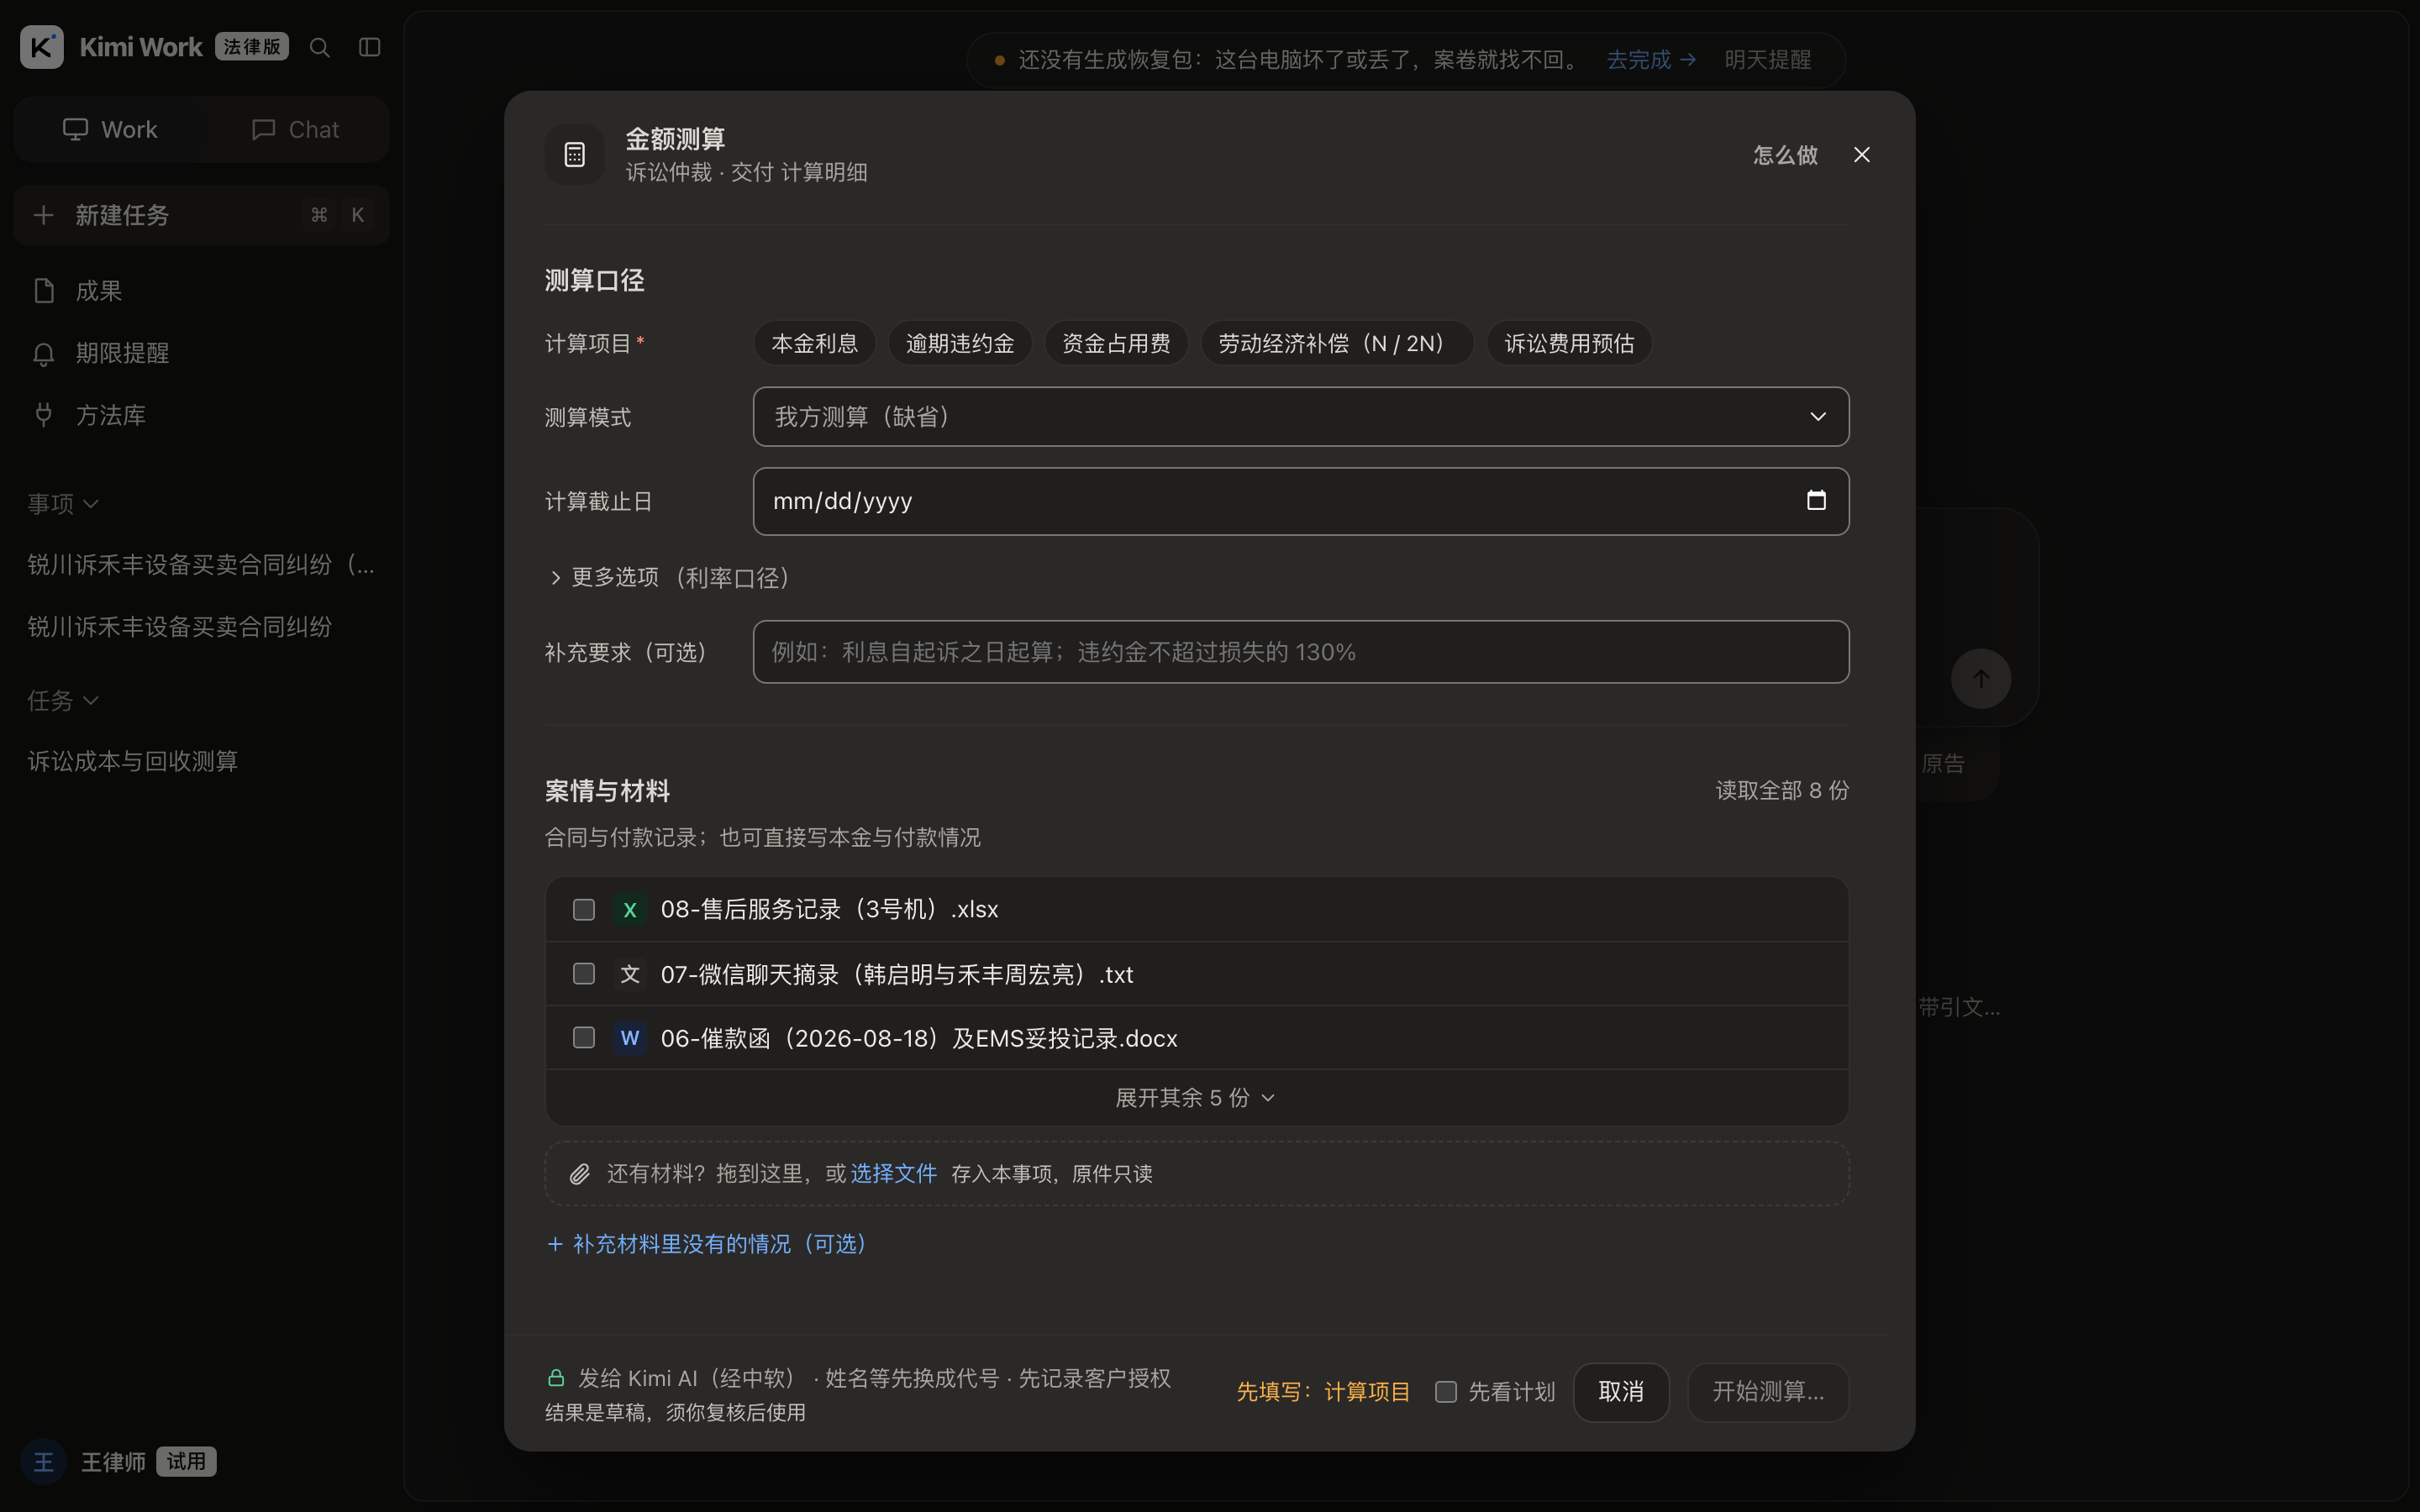 Kimi Work 法律版
Work
Chat
新建任务 ⌘ K
成果
期限提醒
方法库
事项
锐川诉禾丰设备买卖合同纠纷（...
锐川诉禾丰设备买卖合同纠纷
任务
诉讼成本与回收测算
王 王律师 试用
还没有生成恢复包：这台电脑坏了或丢了，案卷就找不回。 去完成 → 明天提醒
金额测算
诉讼仲裁 · 交付 计算明细
怎么做
测算口径
计算项目* 本金利息 逾期违约金 资金占用费 劳动经济补偿（N / 2N） 诉讼费用预估
测算模式 我方测算（缺省）
计算截止日 mm/dd/yyyy
更多选项 （利率口径）
补充要求（可选） 例如：利息自起诉之日起算；违约金不超过损失的 130%
案情与材料 读取全部 8 份
合同与付款记录；也可直接写本金与付款情况
X 08-售后服务记录（3号机）.xlsx
文 07-微信聊天摘录（韩启明与禾丰周宏亮）.txt
W 06-催款函（2026-08-18）及EMS妥投记录.docx
展开其余 5 份
还有材料？拖到这里，或选择文件 存入本事项，原件只读
+ 补充材料里没有的情况（可选）
发给 Kimi AI（经中软） · 姓名等先换成代号 · 先记录客户授权
结果是草稿，须你复核后使用
先填写：计算项目 先看计划 取消 开始测算...
原告
带引文...